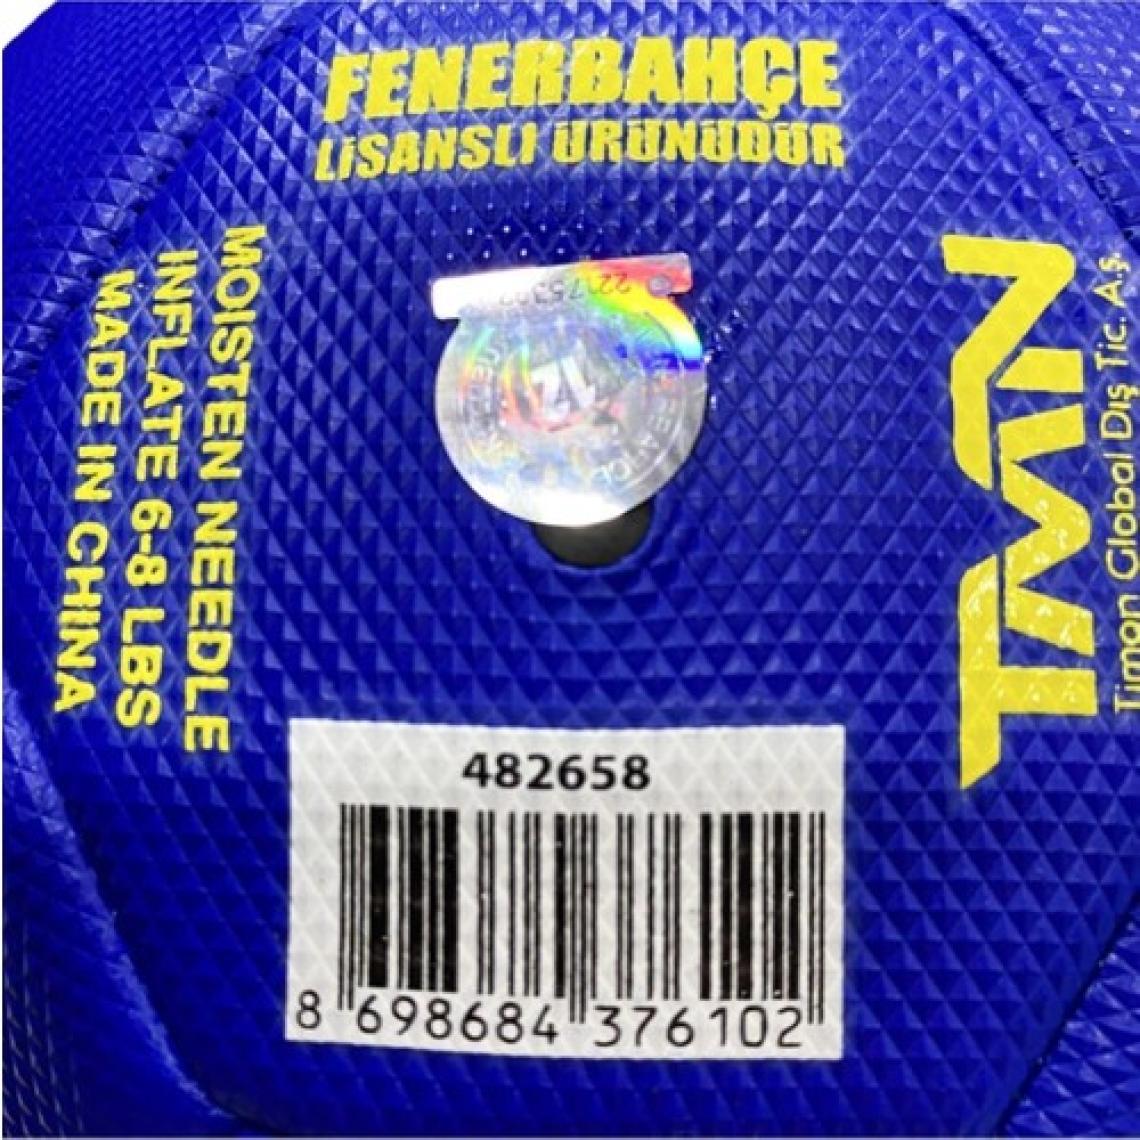 FENERBAHÇE
LİSANSLI ÜRÜNÜDÜR
MOISTEN NEEDLE
INFLATE 6-8 LBS
MADE IN CHINA
TMN
Timon Global Dış Tic. A.Ş.
482658
8 698684 376102